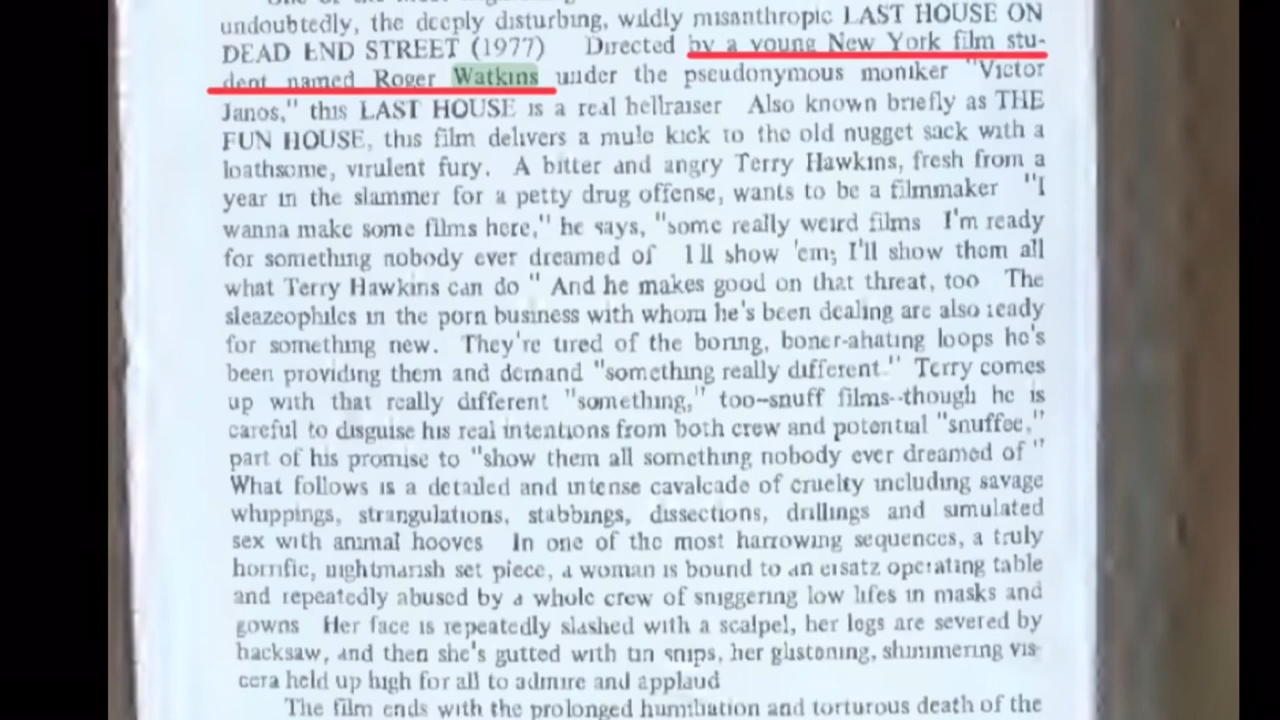 undoubtedly, the deeply disturbing, wildly misanthropic LAST HOUSE ON
DEAD END STREET (1977) Directed by a young New York film stu-
dent named Roger Watkins under the pseudonymous moniker "Victor
Janos," this LAST HOUSE is a real hellraiser Also known briefly as THE
FUN HOUSE, this film delivers a mule kick to the old nugget sack with a
loathsome, virulent fury. A bitter and angry Terry Hawkins, fresh from a
year in the slammer for a petty drug offense, wants to be a filmmaker "I
wanna make some films here," he says, "some really weird films I'm ready
for something nobody ever dreamed of I'll show 'em; I'll show them all
what Terry Hawkins can do " And he makes good on that threat, too The
sleazeophiles in the porn business with whom he's been dealing are also ready
for something new. They're tired of the boring, boner-ahating loops he's
been providing them and demand "something really different." Terry comes
up with that really different "something," too--snuff films--though he is
careful to disguise his real intentions from both crew and potential "snuffee,"
part of his promise to "show them all something nobody ever dreamed of "
What follows is a detailed and intense cavalcade of cruelty including savage
whippings, strangulations, stabbings, dissections, drillings and simulated
sex with animal hooves In one of the most harrowing sequences, a truly
horrific, nightmarish set piece, a woman is bound to an ersatz operating table
and repeatedly abused by a whole crew of sniggering low lifes in masks and
gowns Her face is repeatedly slashed with a scalpel, her legs are severed by
hacksaw, and then she's gutted with tin snips, her glistening, shimmering vis-
cera held up high for all to admire and applaud
The film ends with the prolonged humiliation and torturous death of the